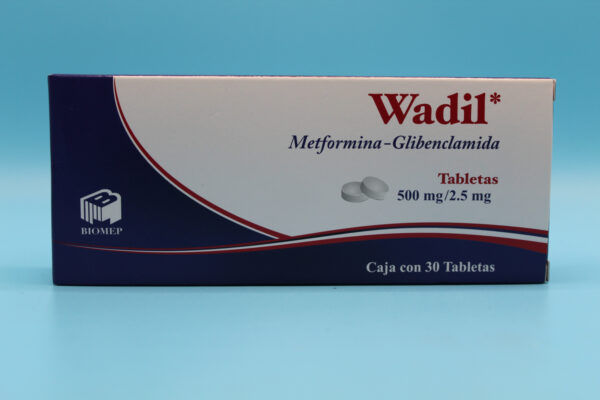 Wadil*
Metformina-Glibenclamida
Tabletas
500 mg/2.5 mg
BIOMEP
Caja con 30 Tabletas